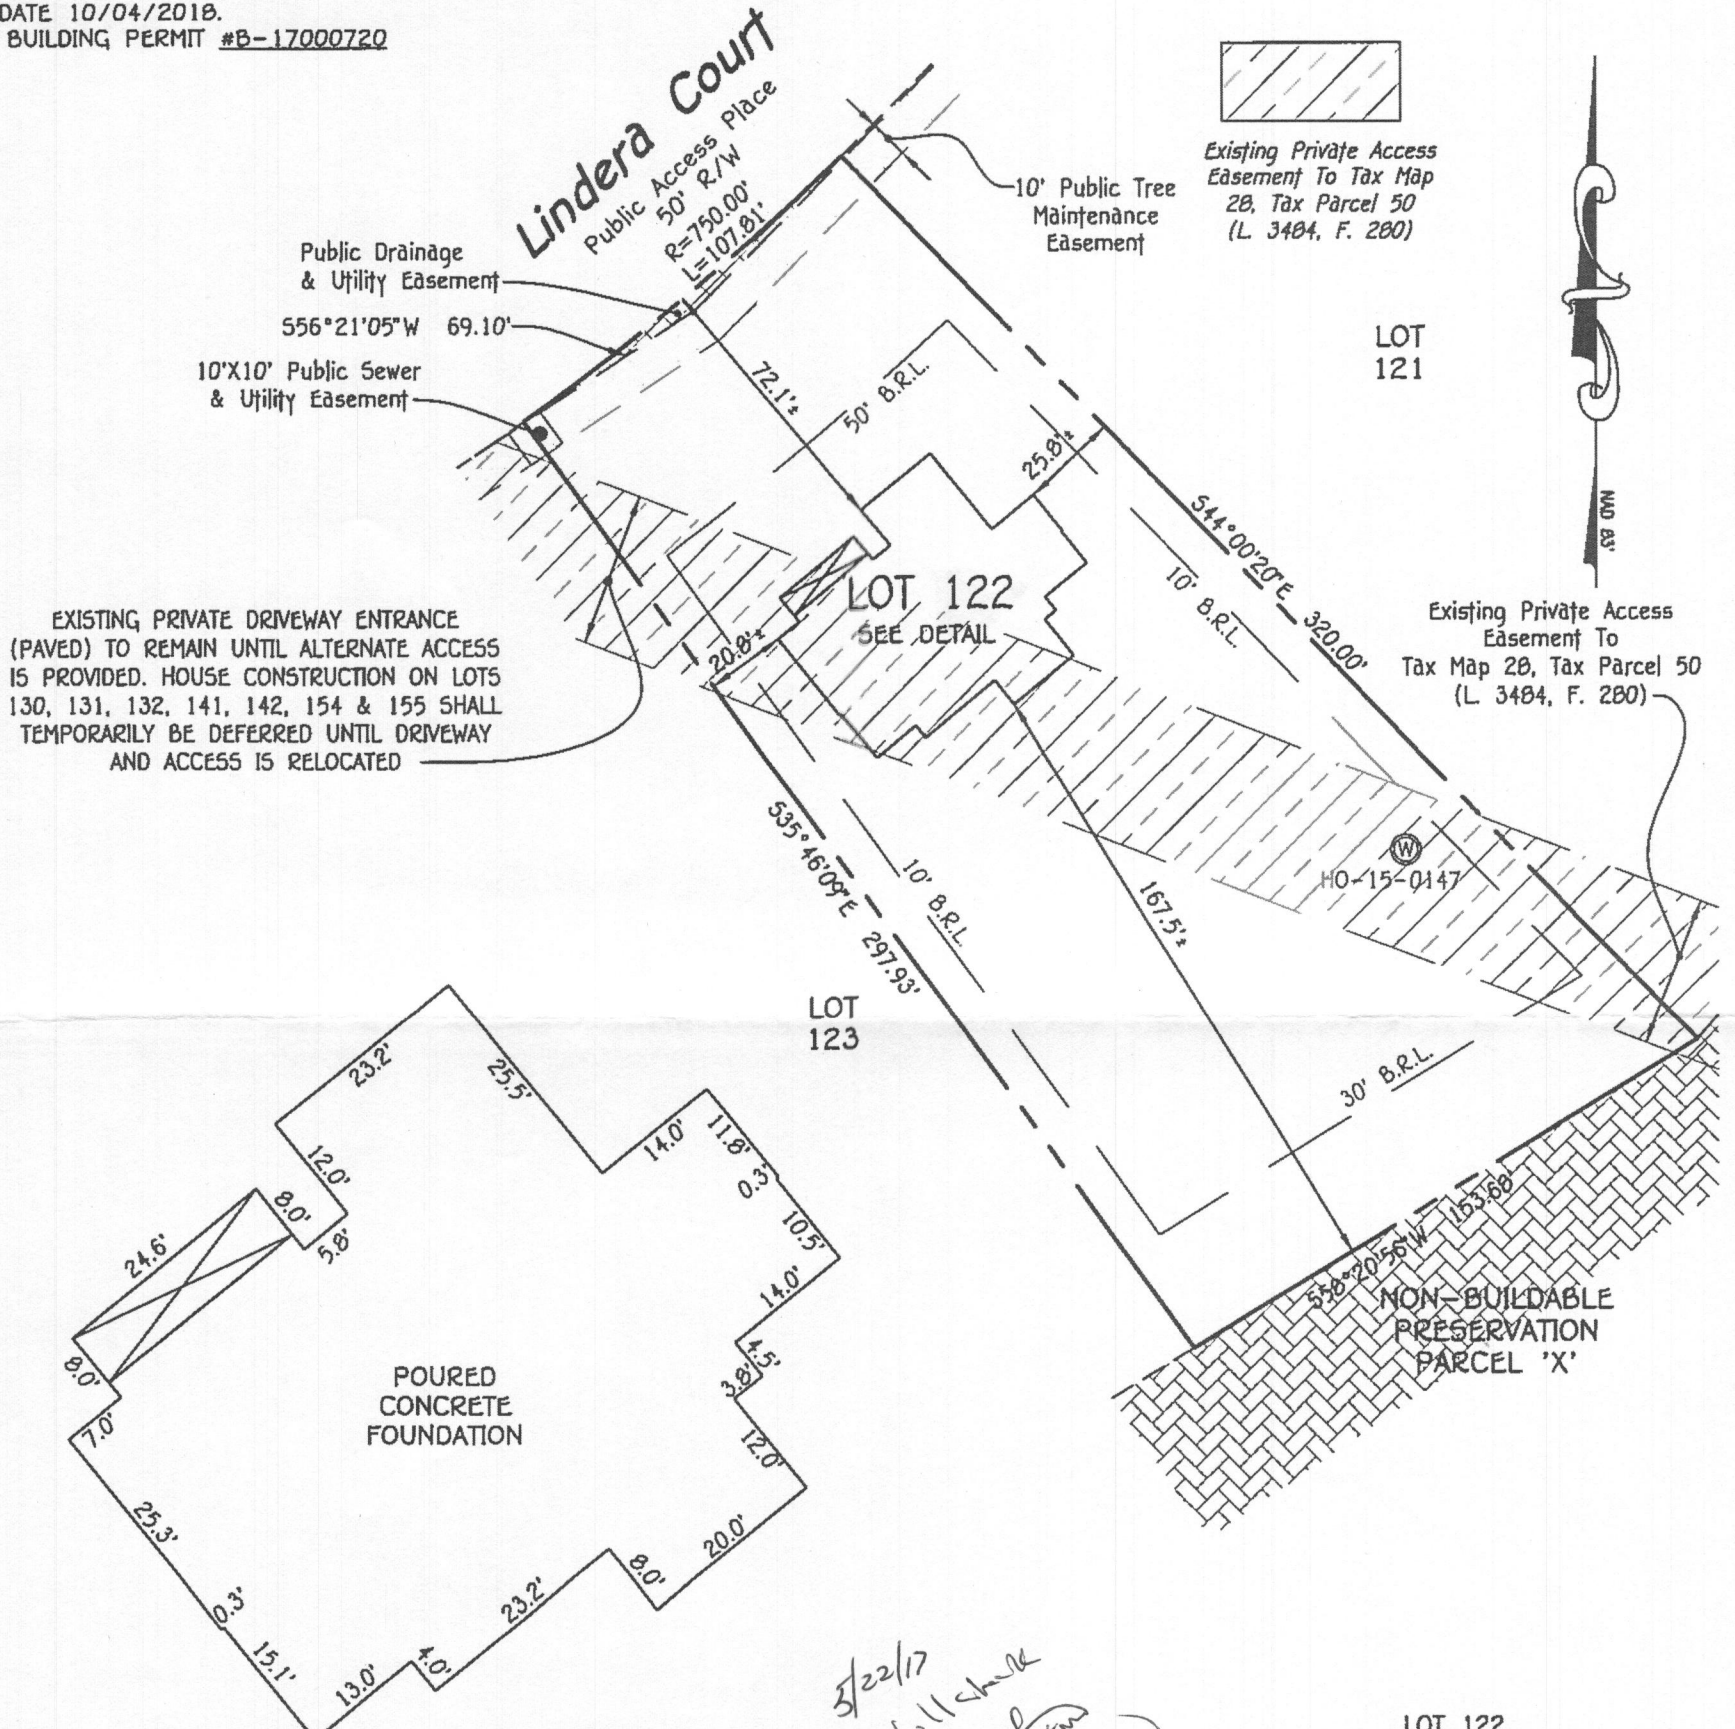 DATE 10/04/2018.
BUILDING PERMIT #B-17000720
Lindera Court
Public Access Place
50' R/W
R=750.00'
L=107.81'
Existing Private Access
Easement To Tax Map
28, Tax Parcel 50
(L. 3484, F. 280)
10' Public Tree
Maintenance
Easement
Public Drainage
& Utility Easement
S56°21'05"W 69.10'
10'X10' Public Sewer
& Utility Easement
LOT
121
NAD 83'
72.1'±
50' B.R.L.
25.8'±
S44°00'20"E 320.00'
10' B.R.L.
LOT 122
SEE DETAIL
20.8'±
EXISTING PRIVATE DRIVEWAY ENTRANCE
(PAVED) TO REMAIN UNTIL ALTERNATE ACCESS
IS PROVIDED. HOUSE CONSTRUCTION ON LOTS
130, 131, 132, 141, 142, 154 & 155 SHALL
TEMPORARILY BE DEFERRED UNTIL DRIVEWAY
AND ACCESS IS RELOCATED
Existing Private Access
Easement To
Tax Map 28, Tax Parcel 50
(L. 3484, F. 280)
W
HO-15-0147
S35°46'09"E 297.93'
10' B.R.L.
167.5'±
LOT
123
30' B.R.L.
S58°20'56"W 163.68'
NON-BUILDABLE
PRESERVATION
PARCEL 'X'
23.2'
25.5'
14.0'
11.8'
0.3'
10.5'
12.0'
8.0'
5.8'
24.6'
14.0'
4.5'
3.8'
8.0'
7.0'
12.0'
POURED
CONCRETE
FOUNDATION
25.3'
20.0'
8.0'
23.2'
0.3'
15.1'
13.0'
4.0'
5/22/17
LOT 122